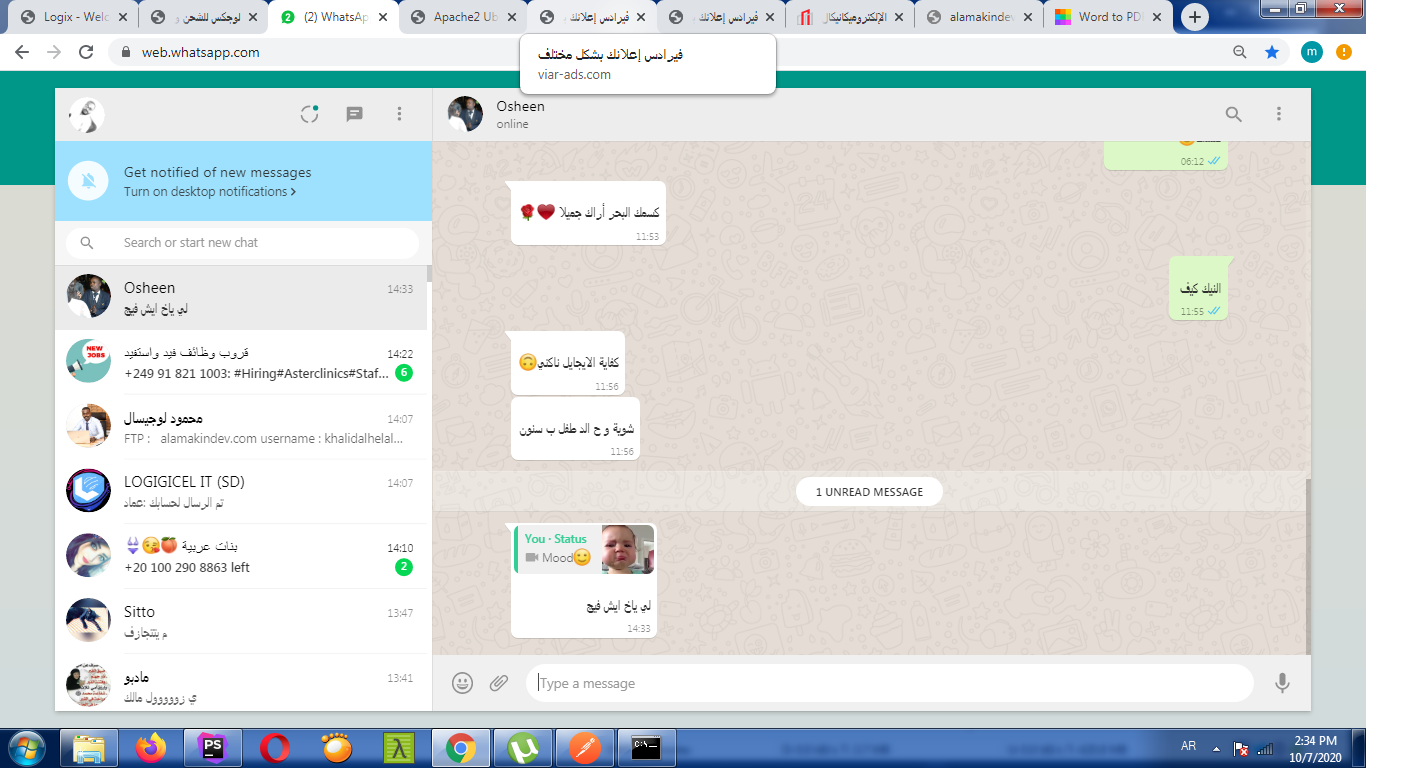 Logix - Welc
لوجكس للشحن و
(2) WhatsAp
Apache2 Ub
فيرادس إعلانك
فيرادس إعلانك
الإلكتروميكانيكال
alamakindev
Word to PD
web.whatsapp.com
m
فيرادس إعلانك بشكل مختلف
viar-ads.com
Get notified of new messages
Turn on desktop notifications >
Search or start new chat
Osheen
14:33
لي ياخ ايش فيج
قروب وظائف فيد واستفيد
14:22
+249 91 821 1003: #Hiring#Asterclinics#Staf...
6
محمود لوجيسال
14:07
FTP : alamakindev.com username : khalidalhelal...
LOGIGICEL IT (SD)
14:07
تم الرسال لحسابك :عماد
بنات عربية 🍑😘👙
14:10
+20 100 290 8863 left
2
Sitto
13:47
م يتتجارف
مادبو
13:41
ي زوووول مالك
Osheen
online
06:12
كسمك البحر أراك جميلا ♥🌹
11:53
النيك كيف
11:55
كفاية الايجايل ناكني🙃
11:56
شوية و ح الد طفل ب سنون
11:56
1 UNREAD MESSAGE
You · Status
Mood🙂
لي ياخ ايش فيج
14:33
Type a message
PS
λ
C:\
AR
2:34 PM
10/7/2020